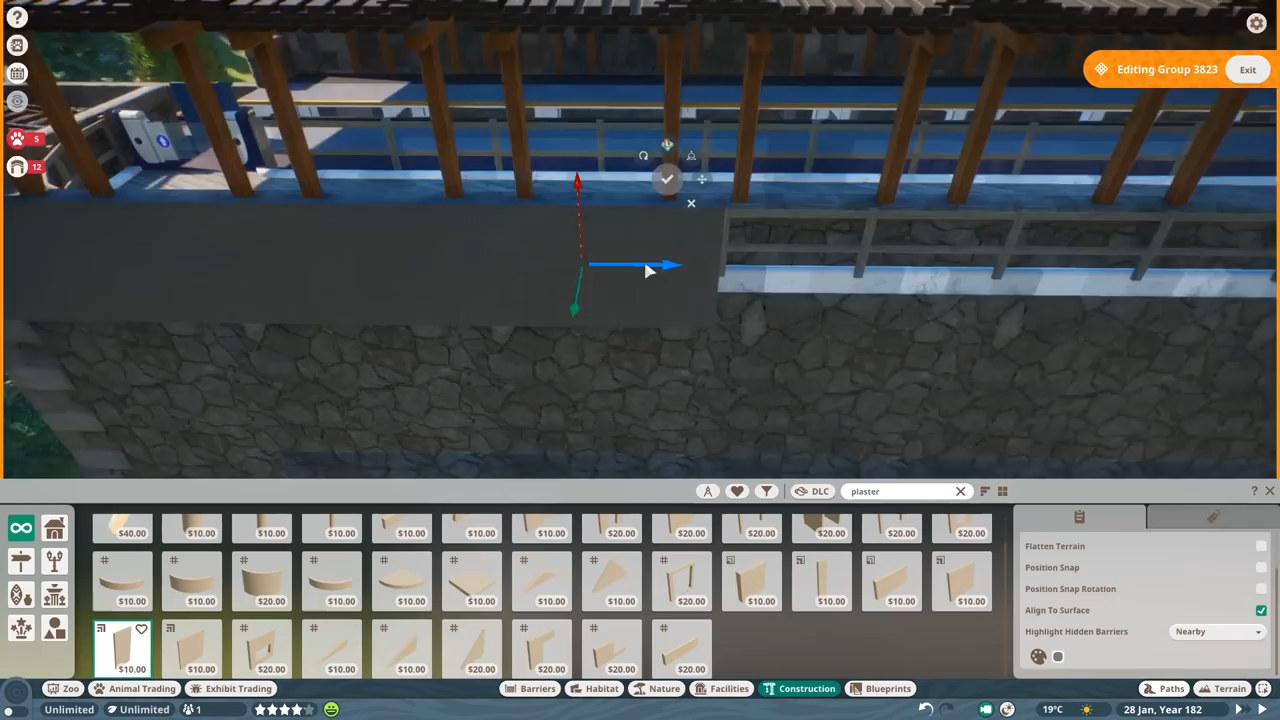 ?
Editing Group 3823
Exit
5
12
DLC
plaster
?
$40.00
$10.00
$10.00
$10.00
$10.00
$10.00
$10.00
$20.00
$20.00
$10.00
$20.00
$20.00
$20.00
$10.00
$10.00
$20.00
$10.00
$10.00
$10.00
$10.00
$10.00
$20.00
$10.00
$10.00
$10.00
$10.00
$10.00
$10.00
$20.00
$10.00
$10.00
$10.00
$20.00
$20.00
$20.00
Flatten Terrain
Position Snap
Position Snap Rotation
Align To Surface
Highlight Hidden Barriers
Nearby
Zoo
Animal Trading
Exhibit Trading
Barriers
Habitat
Nature
Facilities
Construction
Blueprints
Paths
Terrain
Unlimited
Unlimited
1
19°C
28 Jan, Year 182